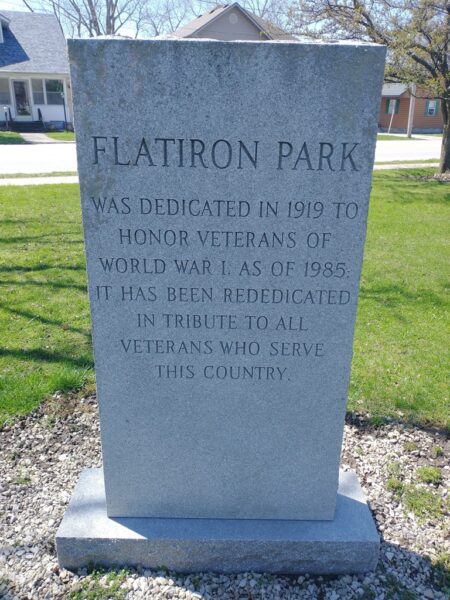 FLATIRON PARK
WAS DEDICATED IN 1919 TO
HONOR VETERANS OF
WORLD WAR I. AS OF 1985.
IT HAS BEEN REDEDICATED
IN TRIBUTE TO ALL
VETERANS WHO SERVE
THIS COUNTRY.